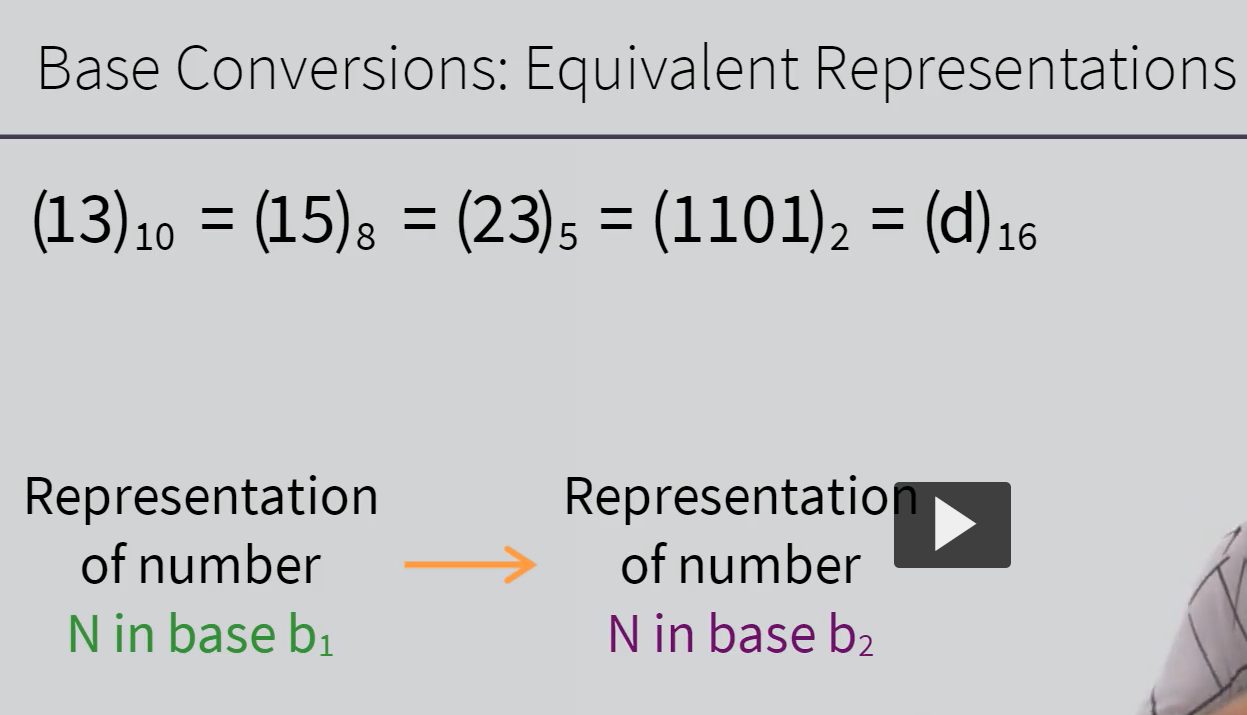 Base Conversions: Equivalent Representations
(13)₁₀ = (15)₈ = (23)₅ = (1101)₂ = (d)₁₆
Representation
of number
N in base b₁
Representation
of number
N in base b₂